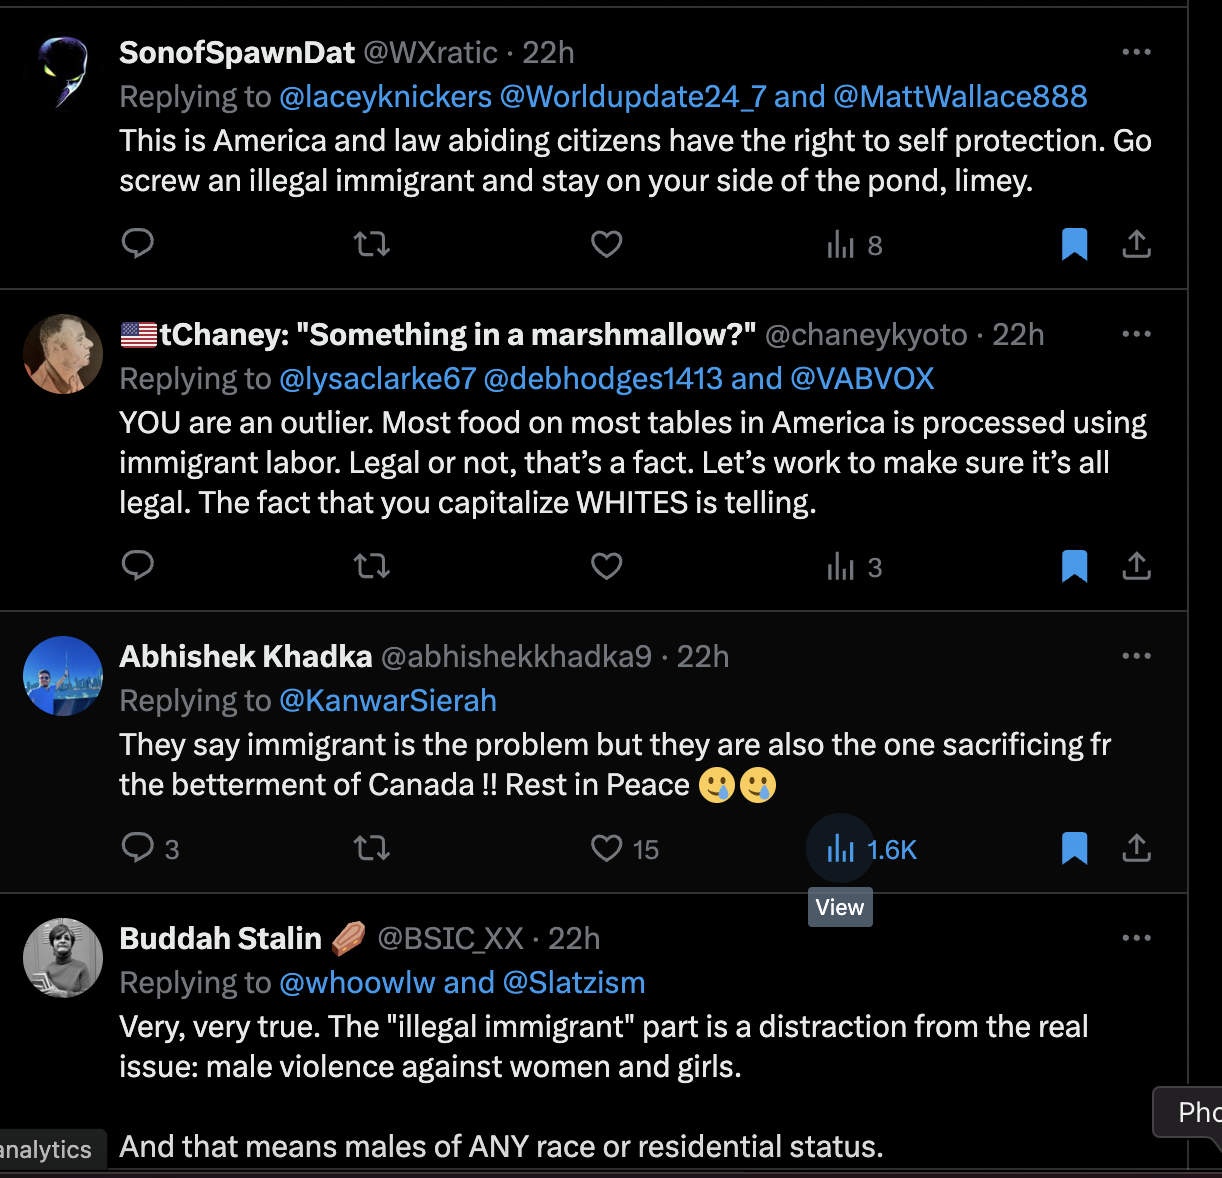 SonofSpawnDat @WXratic · 22h
Replying to @laceyknickers @Worldupdate24_7 and @MattWallace888
This is America and law abiding citizens have the right to self protection. Go
screw an illegal immigrant and stay on your side of the pond, limey.
8
🇺🇸tChaney: "Something in a marshmallow?" @chaneykyoto · 22h
Replying to @lysaclarke67 @debhodges1413 and @VABVOX
YOU are an outlier. Most food on most tables in America is processed using
immigrant labor. Legal or not, that’s a fact. Let’s work to make sure it’s all
legal. The fact that you capitalize WHITES is telling.
3
Abhishek Khadka @abhishekkhadka9 · 22h
Replying to @KanwarSierah
They say immigrant is the problem but they are also the one sacrificing fr
the betterment of Canada !! Rest in Peace 🥲🥲
3 15 1.6K
View
Buddah Stalin ⚰️ @BSIC_XX · 22h
Replying to @whoowlw and @Slatzism
Very, very true. The "illegal immigrant" part is a distraction from the real
issue: male violence against women and girls.
Pho
analytics And that means males of ANY race or residential status.